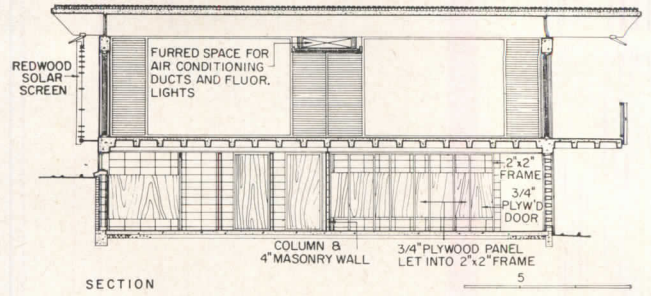 REDWOOD
SOLAR
SCREEN
FURRED SPACE FOR
AIR CONDITIONING
DUCTS AND FLUOR.
LIGHTS
2"x2"
FRAME
3/4"
PLYW'D
DOOR
COLUMN &
4" MASONRY WALL
3/4" PLYWOOD PANEL
LET INTO 2"x2" FRAME
SECTION
5